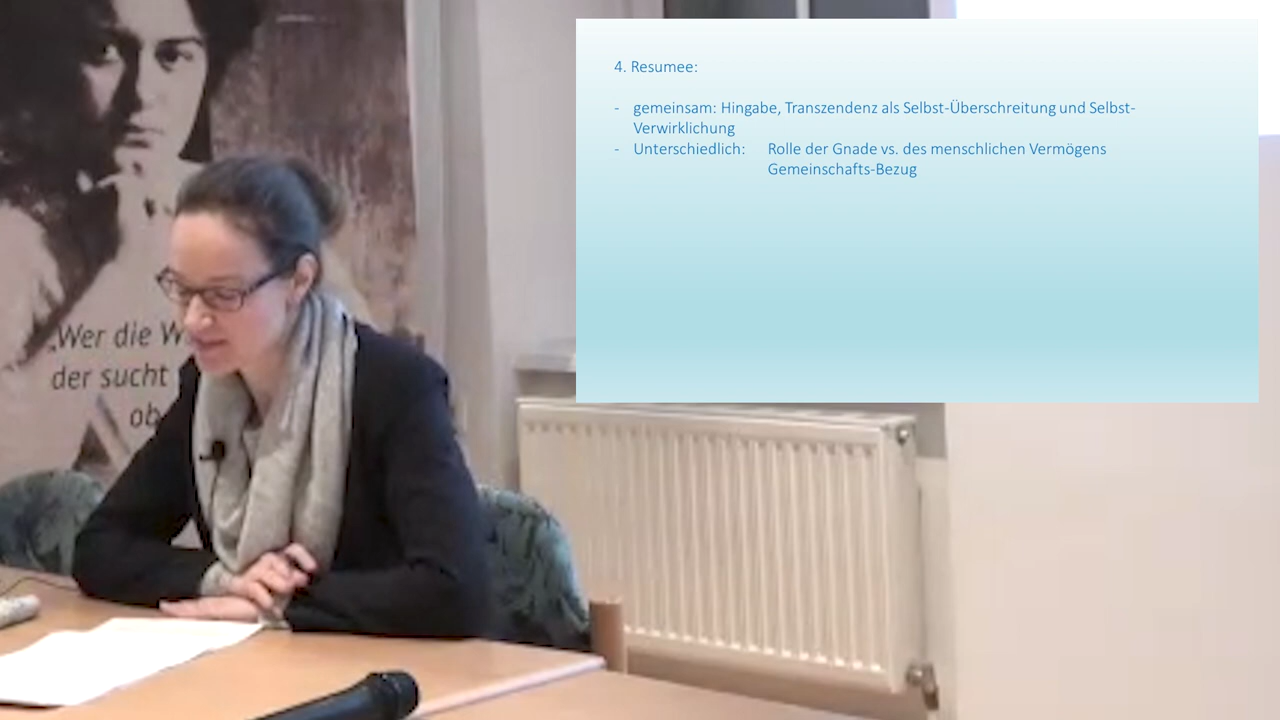 4. Resumee:
- gemeinsam: Hingabe, Transzendenz als Selbst-Überschreitung und Selbst-
Verwirklichung
- Unterschiedlich: Rolle der Gnade vs. des menschlichen Vermögens
Gemeinschafts-Bezug
„Wer die W
der sucht
ob